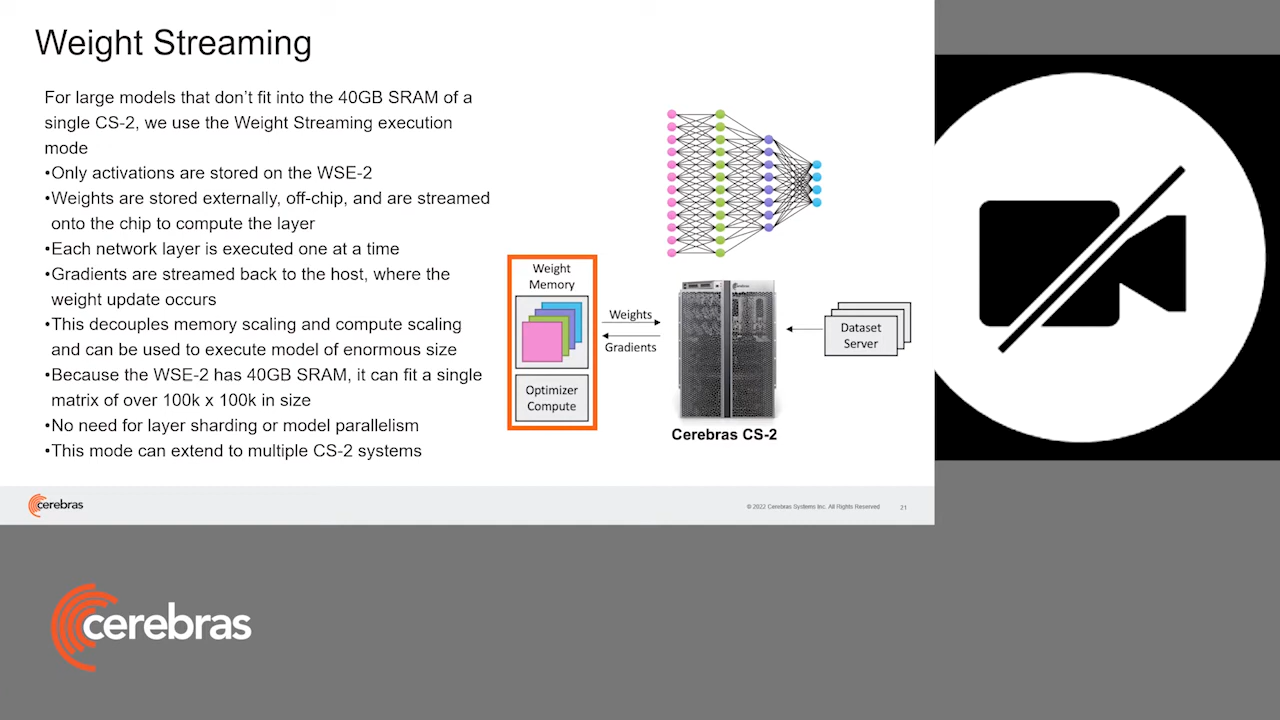 Weight Streaming
For large models that don't fit into the 40GB SRAM of a
single CS-2, we use the Weight Streaming execution
mode
•Only activations are stored on the WSE-2
•Weights are stored externally, off-chip, and are streamed
onto the chip to compute the layer
•Each network layer is executed one at a time
•Gradients are streamed back to the host, where the
weight update occurs
•This decouples memory scaling and compute scaling
and can be used to execute model of enormous size
•Because the WSE-2 has 40GB SRAM, it can fit a single
matrix of over 100k x 100k in size
•No need for layer sharding or model parallelism
•This mode can extend to multiple CS-2 systems
Weight
Memory
Optimizer
Compute
Weights
Gradients
Cerebras CS-2
Dataset
Server
cerebras
© 2022 Cerebras Systems Inc. All Rights Reserved
21
cerebras